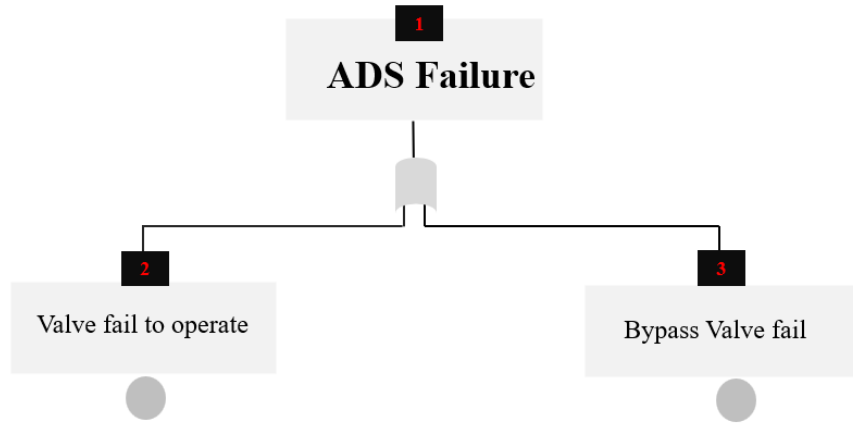 1
ADS Failure
2
3
Valve fail to operate
Bypass Valve fail